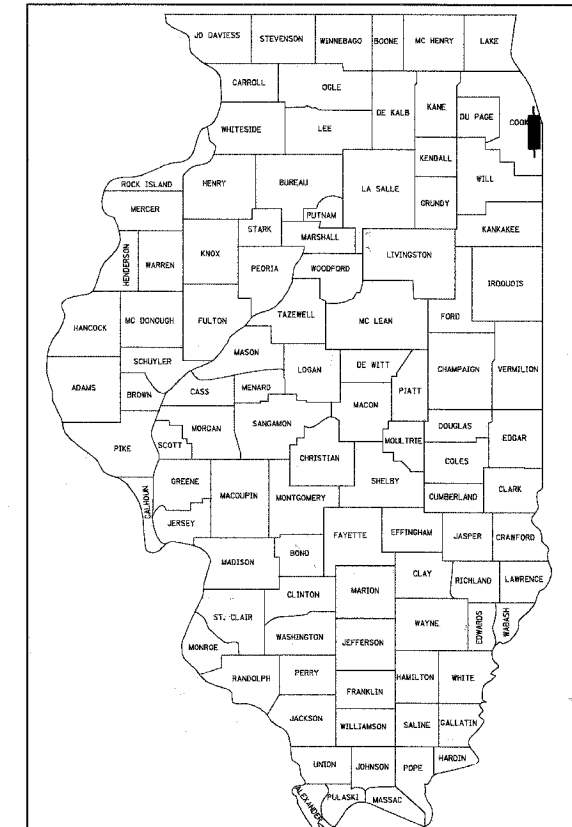 JO DAVIESS STEVENSON WINNEBAGO BOONE MC HENRY LAKE
CARROLL OGLE DE KALB KANE DU PAGE COOK
WHITESIDE LEE KENDALL WILL
ROCK ISLAND HENRY BUREAU LA SALLE GRUNDY
MERCER PUTNAM KANKAKEE
HENDERSON WARREN KNOX STARK MARSHALL LIVINGSTON
PEORIA WOODFORD IROQUOIS
HANCOCK MC DONOUGH FULTON TAZEWELL MC LEAN FORD
SCHUYLER MASON LOGAN DE WITT CHAMPAIGN VERMILION
ADAMS BROWN CASS MENARD PIATT
MACON
PIKE SCOTT MORGAN SANGAMON MOULTRIE DOUGLAS EDGAR
CHRISTIAN COLES
CALHOUN GREENE MACOUPIN MONTGOMERY SHELBY CUMBERLAND CLARK
JERSEY FAYETTE EFFINGHAM JASPER CRAWFORD
MADISON BOND CLAY RICHLAND LAWRENCE
CLINTON MARION
ST. CLAIR WAYNE EDWARDS WABASH
MONROE WASHINGTON JEFFERSON
RANDOLPH PERRY HAMILTON WHITE
FRANKLIN
JACKSON WILLIAMSON SALINE GALLATIN
UNION JOHNSON POPE HARDIN
ALEXANDER PULASKI MASSAC